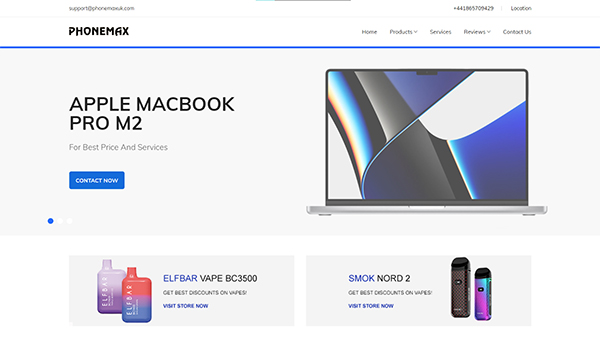 support@phonemaxuk.com
+441865709429
Location
PHONEMAX
Home
Products
Services
Reviews
Contact Us
APPLE MACBOOK
PRO M2
For Best Price And Services
CONTACT NOW
ELFBAR
ELFBAR
ELFBAR VAPE BC3500
GET BEST DISCOUNTS ON VAPES!
VISIT STORE NOW
SMOK NORD 2
GET BEST DISCOUNTS ON VAPES!
VISIT STORE NOW